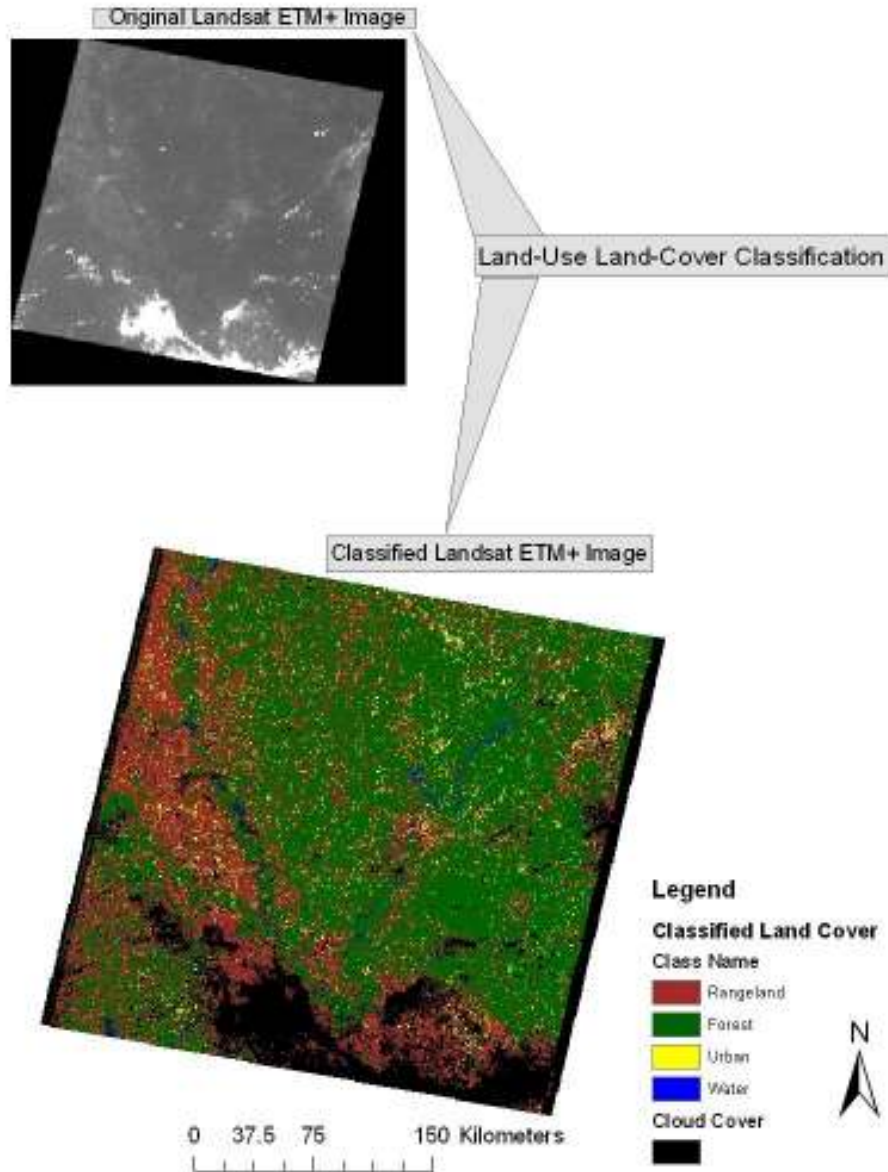 Original Landsat ETM+ Image
Land-Use Land-Cover Classification
Classified Landsat ETM+ Image
Legend
Classified Land Cover
Class Name
Rangeland
Forest
Urban
Water
Cloud Cover
N
0 37.5 75 150 Kilometers